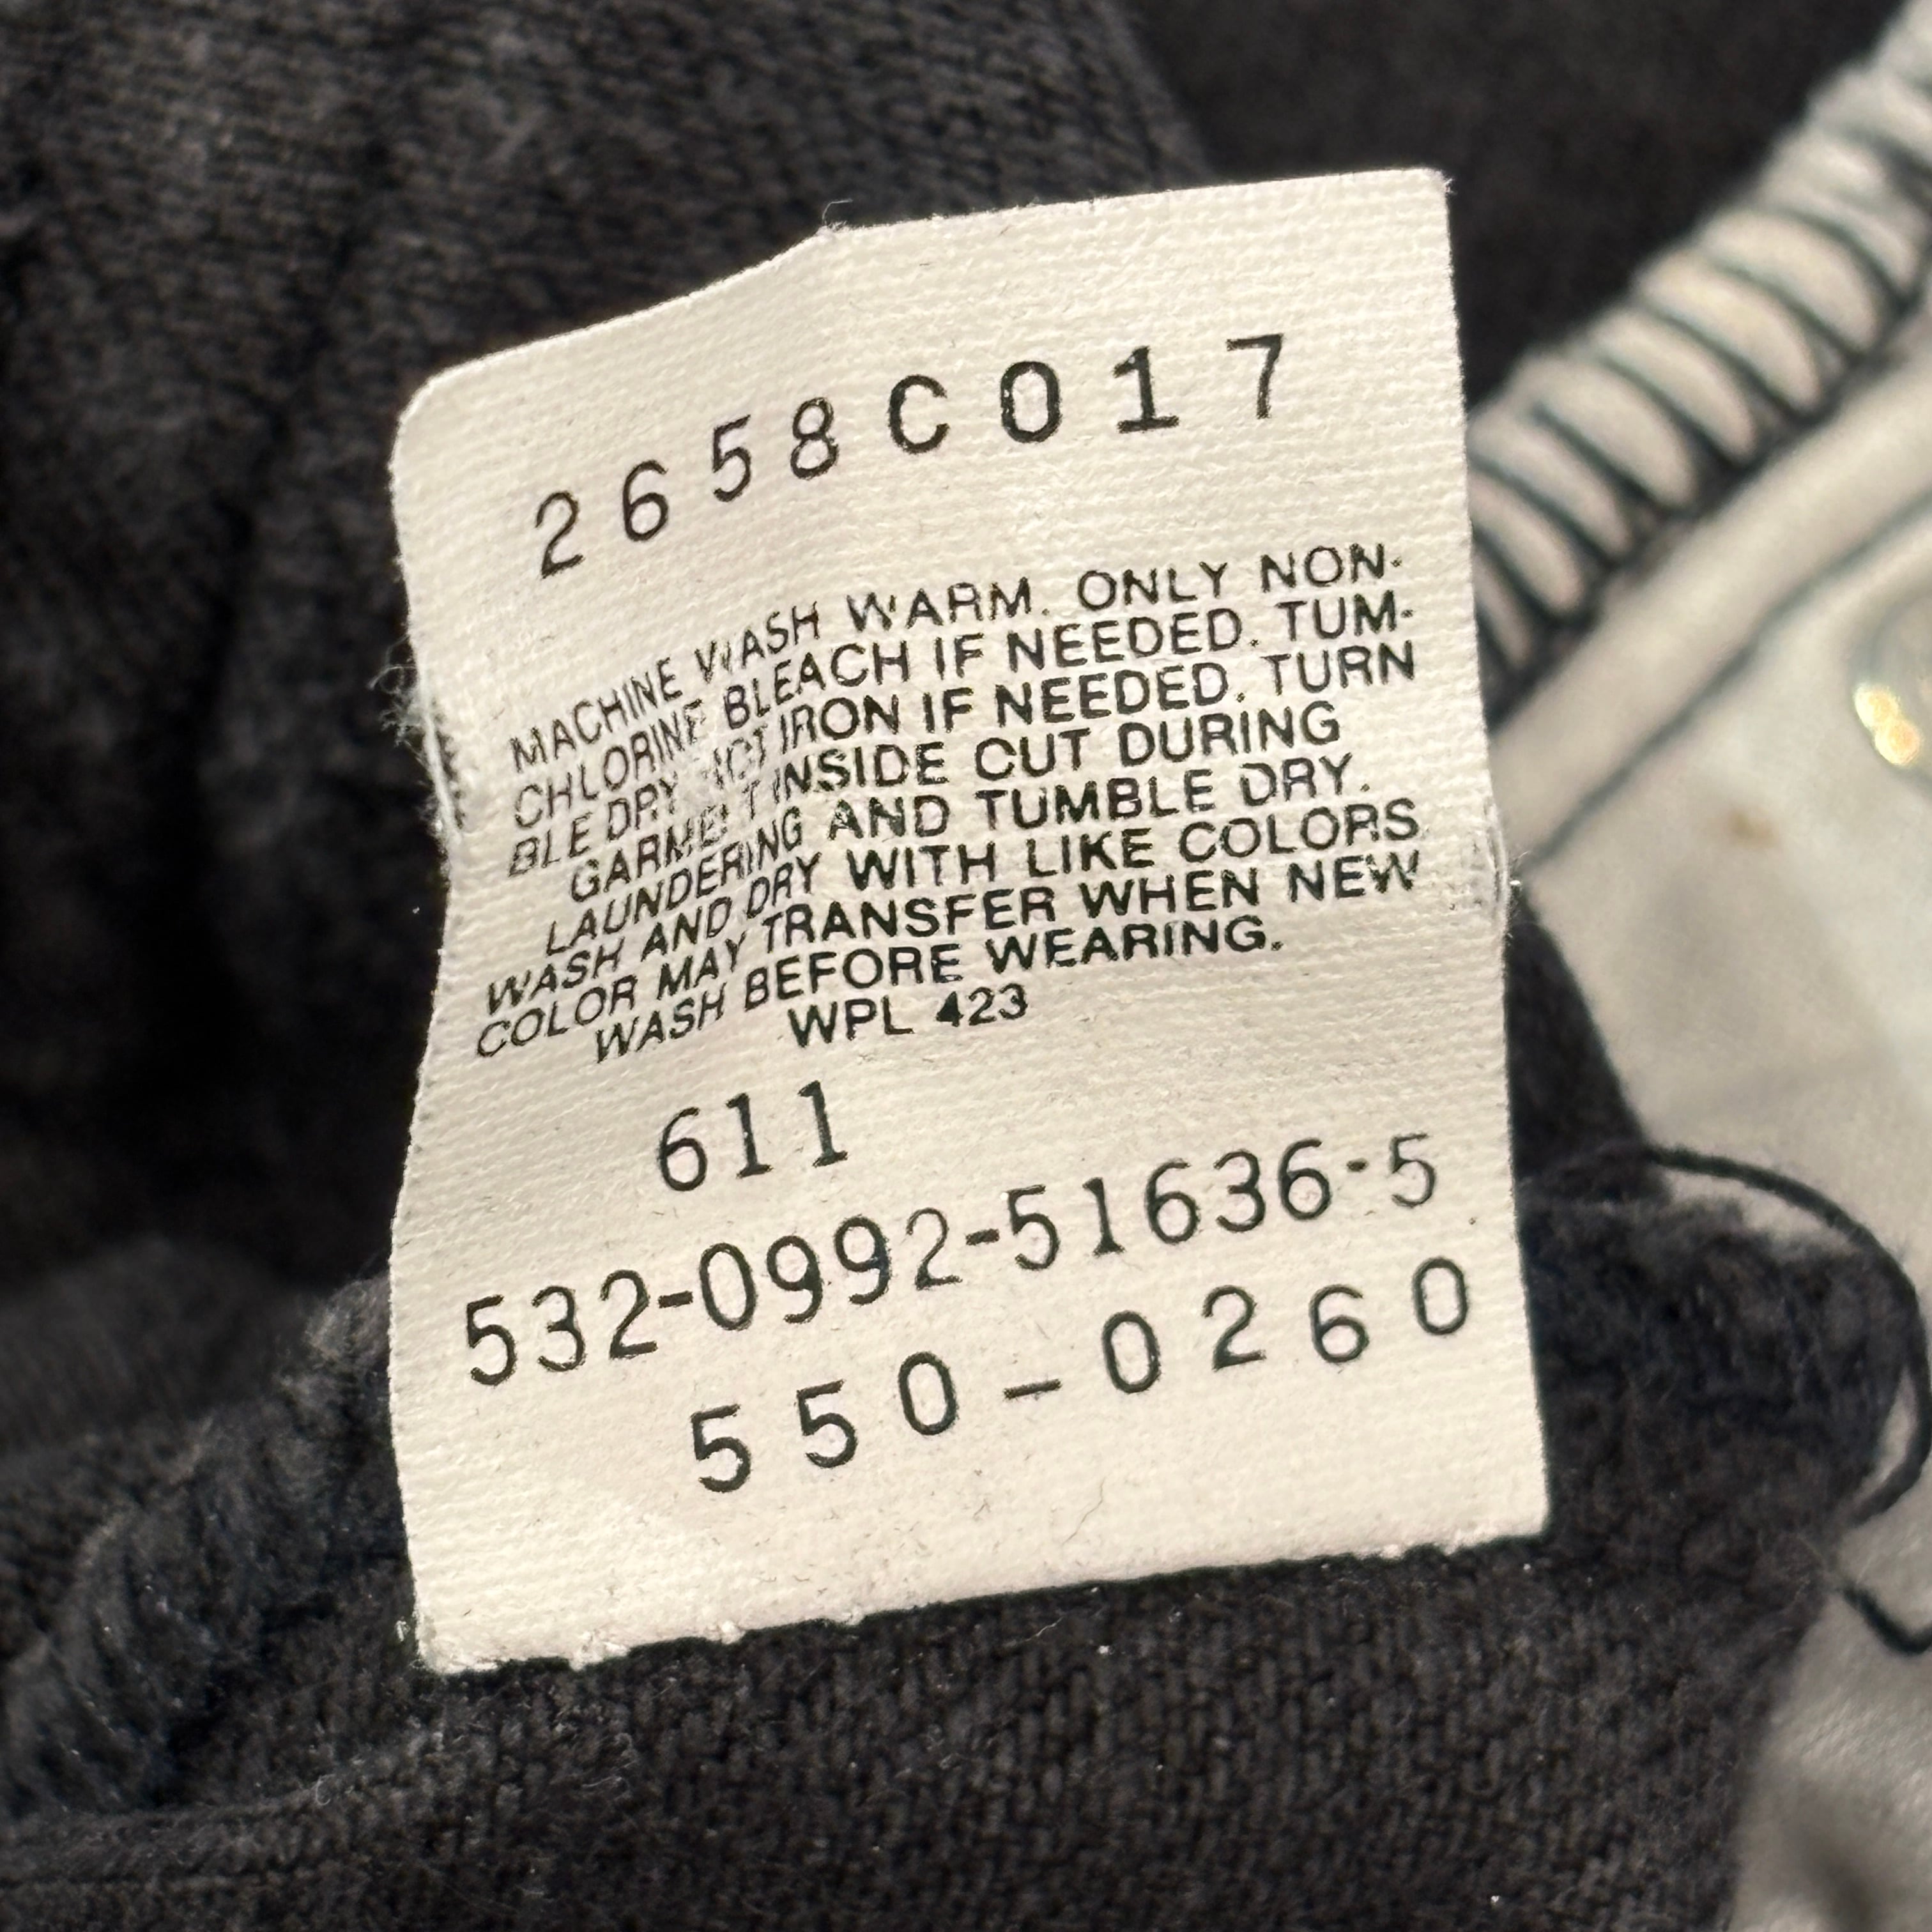 2658C017
MACHINE WASH WARM. ONLY NON-
CHLORINE BLEACH IF NEEDED. TUM-
BLE DRY. HOT IRON IF NEEDED. TURN
GARMENT INSIDE OUT DURING
LAUNDERING AND TUMBLE DRY.
WASH AND DRY WITH LIKE COLORS
COLOR MAY TRANSFER WHEN NEW
WASH BEFORE WEARING.
WPL 423
611
532-0992-51636-5
550-0260